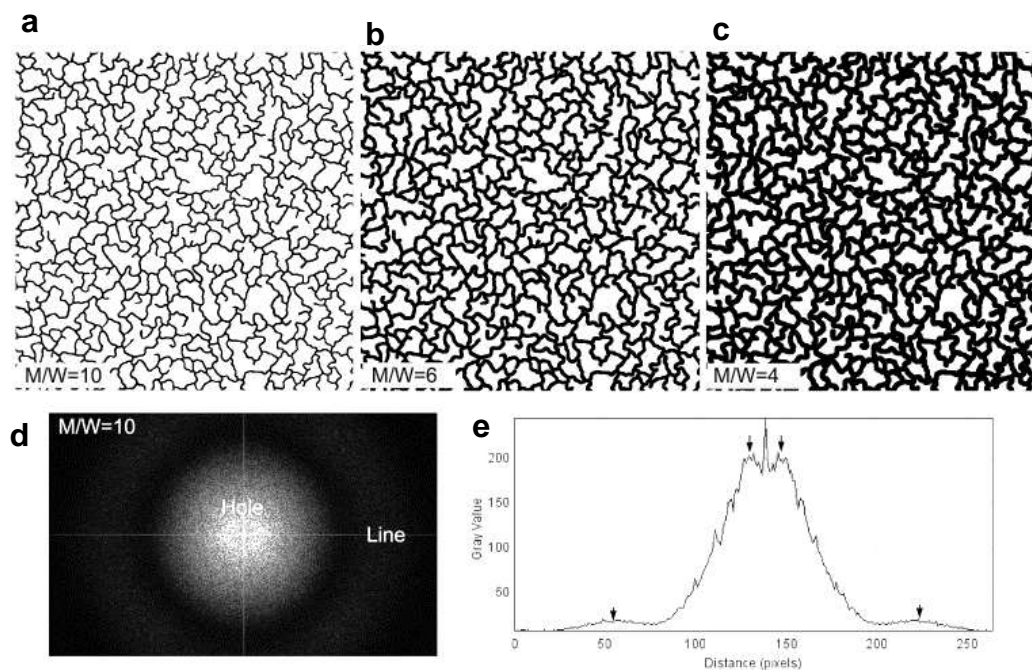 a
b
c
M/W=10
M/W=6
M/W=4
d
M/W=10
Hole
Line
e
200
150
100
50
Gray Value
0 50 100 150 200 250
Distance (pixels)